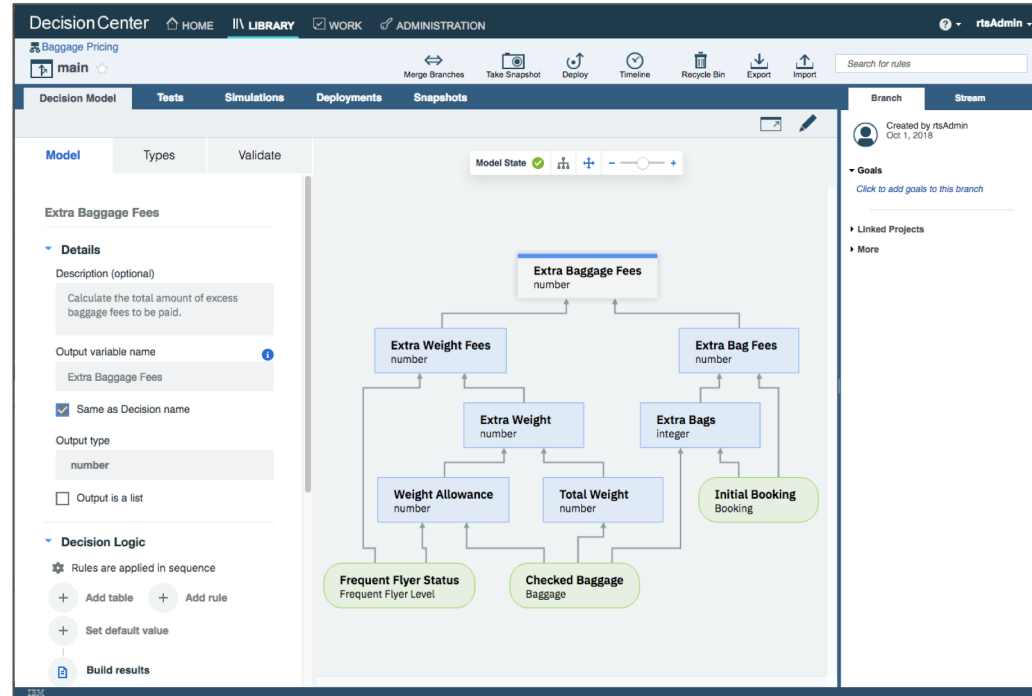 Decision Center HOME LIBRARY WORK ADMINISTRATION ? rtsAdmin
Baggage Pricing
main
Merge Branches Take Snapshot Deploy Timeline Recycle Bin Export Import
Search for rules
Decision Model Tests Simulations Deployments Snapshots
Branch Stream
Created by rtsAdmin
Oct 1, 2018
Goals
Click to add goals to this branch
Linked Projects
More
Model Types Validate
Extra Baggage Fees
Details
Description (optional)
Calculate the total amount of excess
baggage fees to be paid.
Output variable name
Extra Baggage Fees
Same as Decision name
Output type
number
Output is a list
Decision Logic
Rules are applied in sequence
+ Add table + Add rule
+ Set default value
Build results
Model State - +
Extra Baggage Fees
number
Extra Weight Fees
number
Extra Bag Fees
number
Extra Weight
number
Extra Bags
integer
Weight Allowance
number
Total Weight
number
Initial Booking
Booking
Frequent Flyer Status
Frequent Flyer Level
Checked Baggage
Baggage
IBM